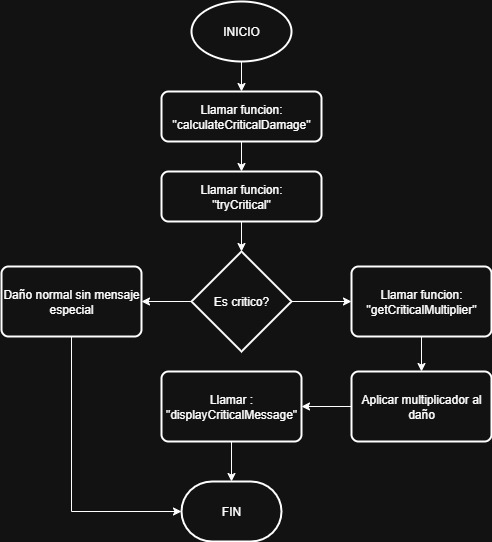 INICIO
Llamar funcion:
"calculateCriticalDamage"
Llamar funcion:
"tryCritical"
Es critico?
Daño normal sin mensaje
especial
Llamar funcion:
"getCriticalMultiplier"
Aplicar multiplicador al
daño
Llamar :
"displayCriticalMessage"
FIN